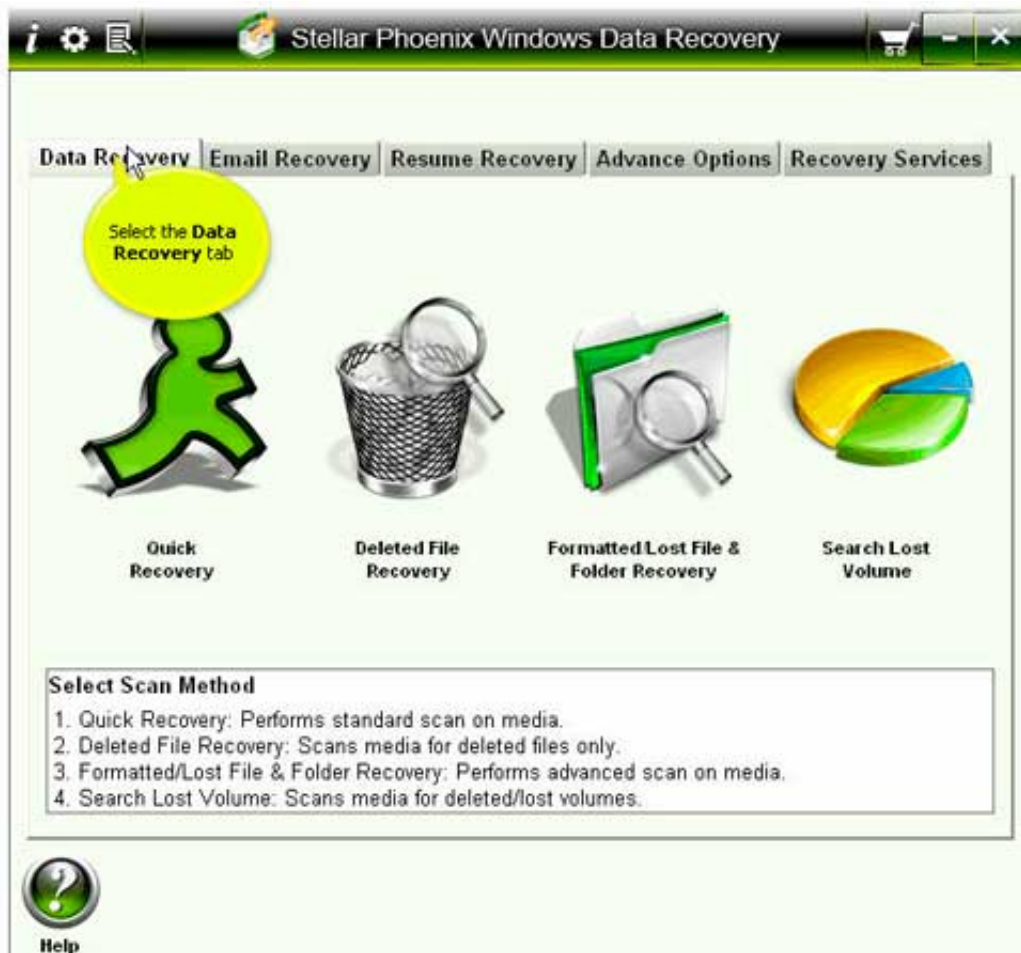 i
Stellar Phoenix Windows Data Recovery
Data Recovery Email Recovery Resume Recovery Advance Options Recovery Services
Select the Data
Recovery tab
Quick
Recovery
Deleted File
Recovery
Formatted/Lost File &
Folder Recovery
Search Lost
Volume
Select Scan Method
1. Quick Recovery: Performs standard scan on media.
2. Deleted File Recovery: Scans media for deleted files only.
3. Formatted/Lost File & Folder Recovery: Performs advanced scan on media.
4. Search Lost Volume: Scans media for deleted/lost volumes.
?
Help